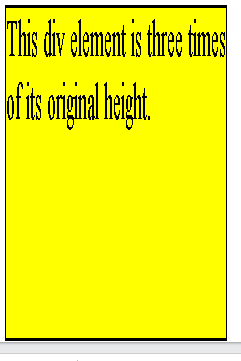 This div element is three times
of its original height.